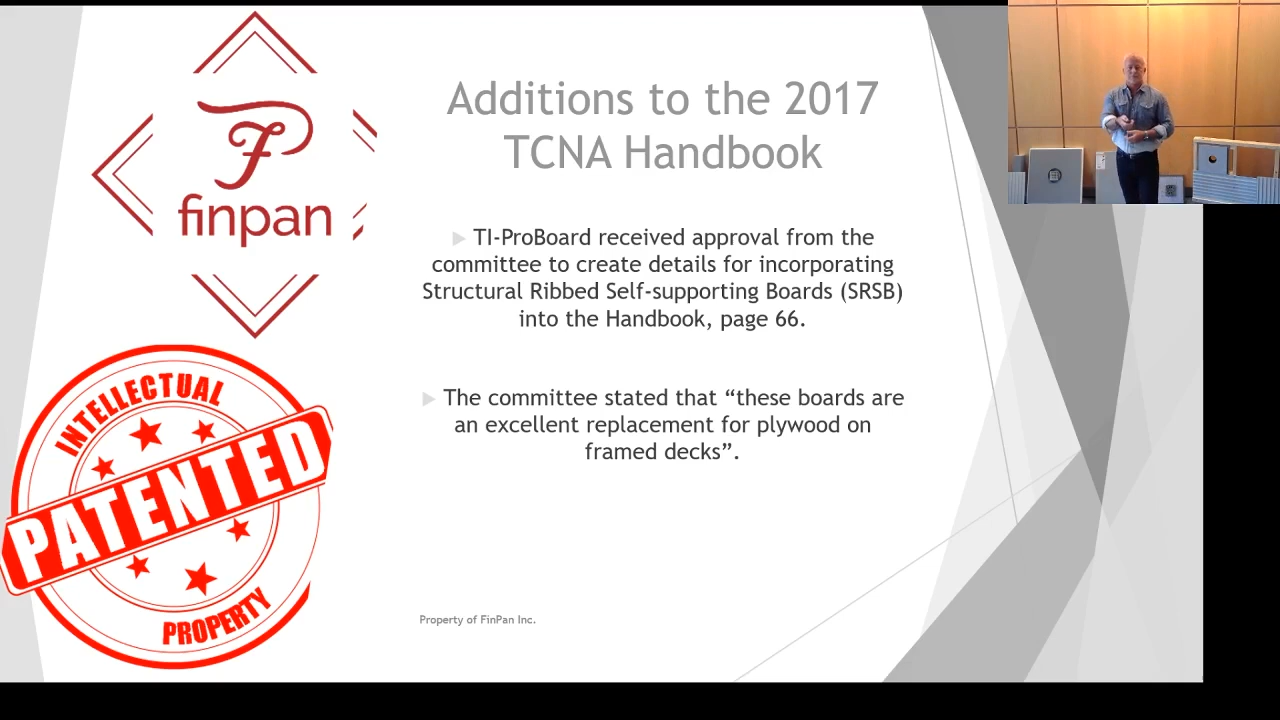 finpan
Additions to the 2017
TCNA Handbook
TI-ProBoard received approval from the
committee to create details for incorporating
Structural Ribbed Self-supporting Boards (SRSB)
into the Handbook, page 66.
The committee stated that “these boards are
an excellent replacement for plywood on
framed decks”.
INTELLECTUAL
PATENTED
PROPERTY
Property of FinPan Inc.